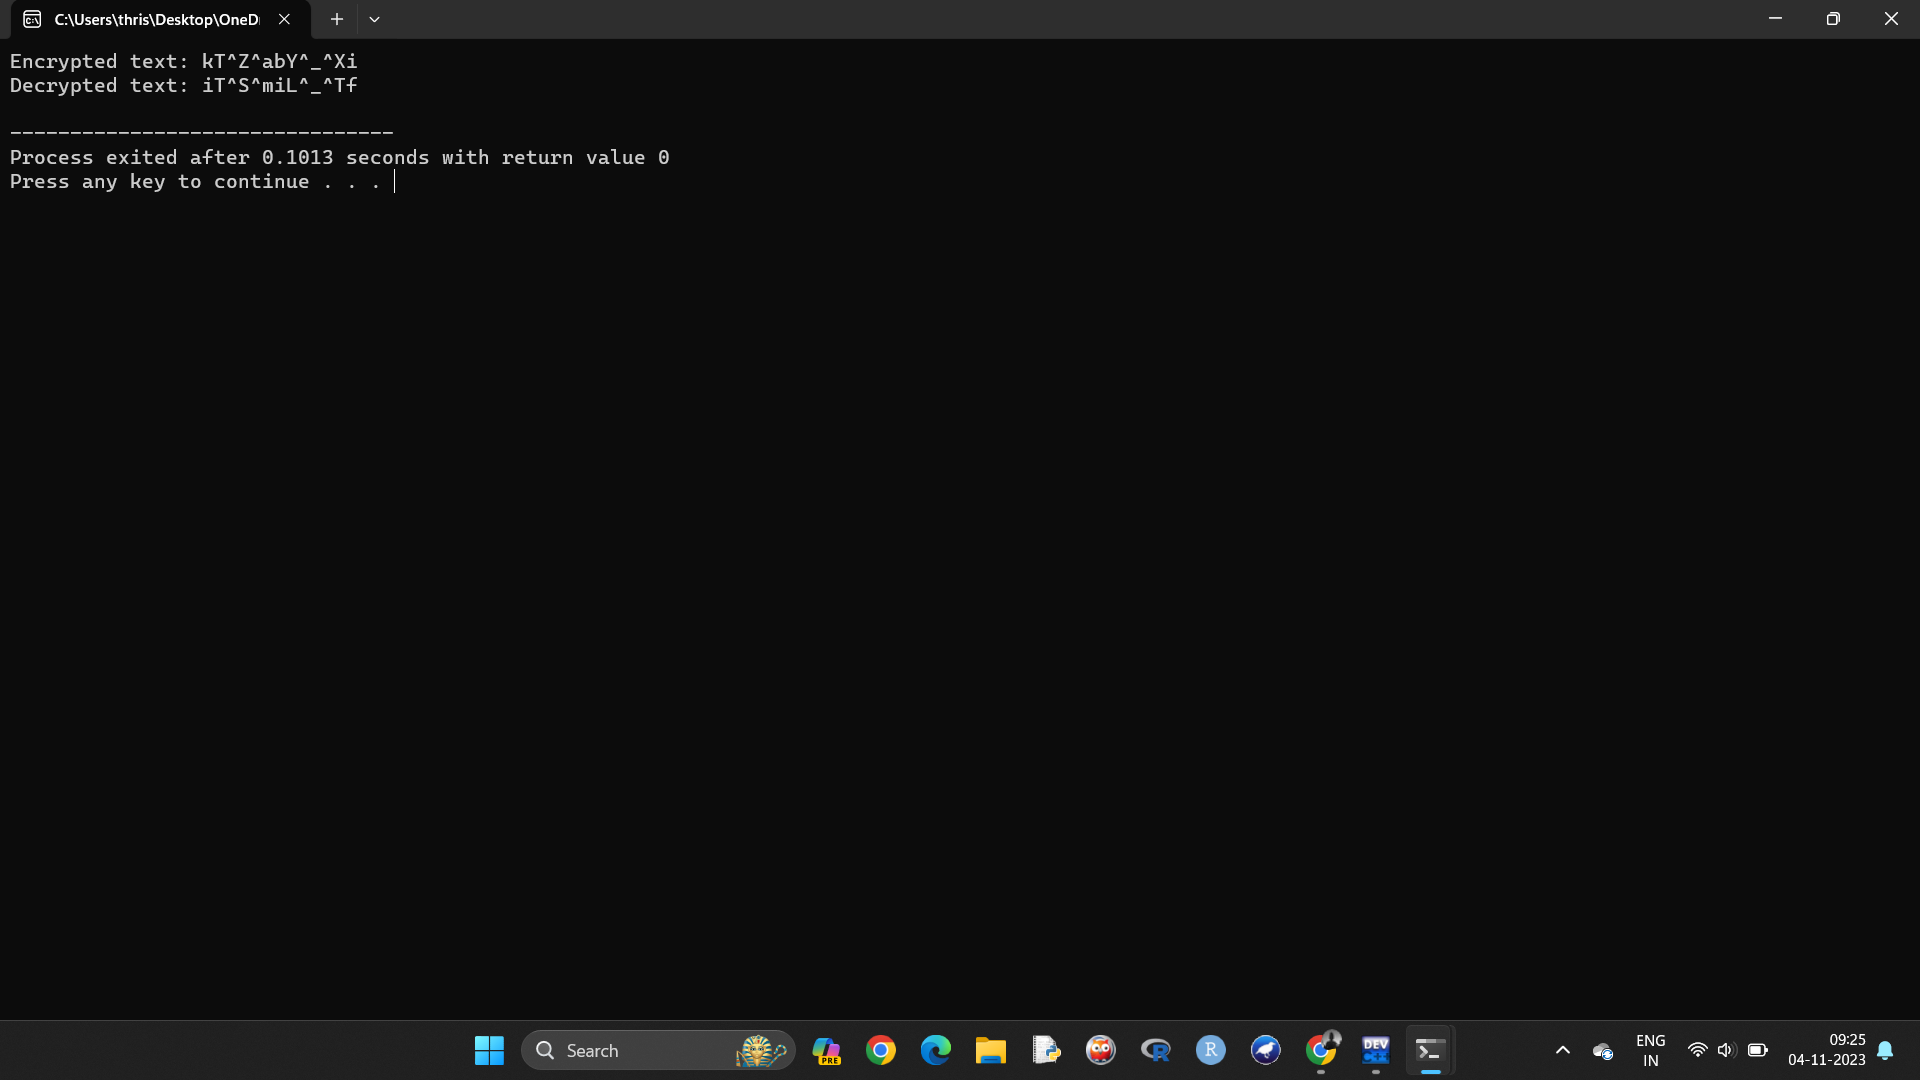 C:\Users\thris\Desktop\OneD
Encrypted text: kT^Z^abY^_^Xi
Decrypted text: iT^S^miL^_^Tf
--------------------------------
Process exited after 0.1013 seconds with return value 0
Press any key to continue . . .
Search
PRE
R
R
DEV
C++
ENG
IN
09:25
04-11-2023